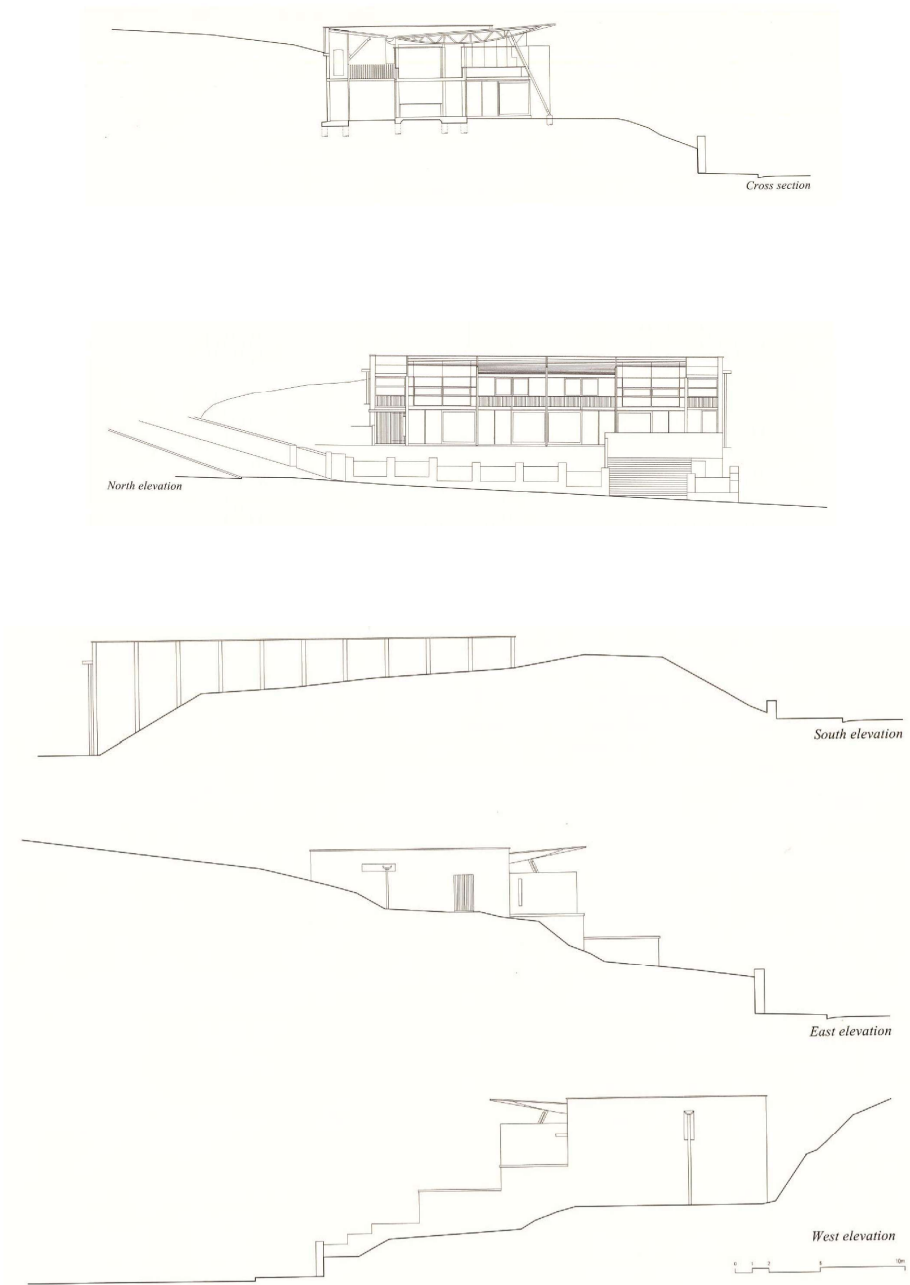 Cross section
North elevation
South elevation
East elevation
West elevation
0 1 2 5 10m